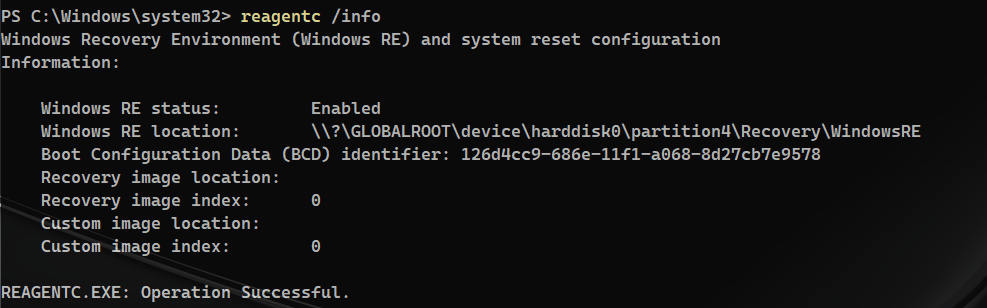 PS C:\Windows\system32> reagentc /info
Windows Recovery Environment (Windows RE) and system reset configuration
Information:
Windows RE status: Enabled
Windows RE location: \\?\GLOBALROOT\device\harddisk0\partition4\Recovery\WindowsRE
Boot Configuration Data (BCD) identifier: 126d4cc9-686e-11f1-a068-8d27cb7e9578
Recovery image location:
Recovery image index: 0
Custom image location:
Custom image index: 0
REAGENTC.EXE: Operation Successful.